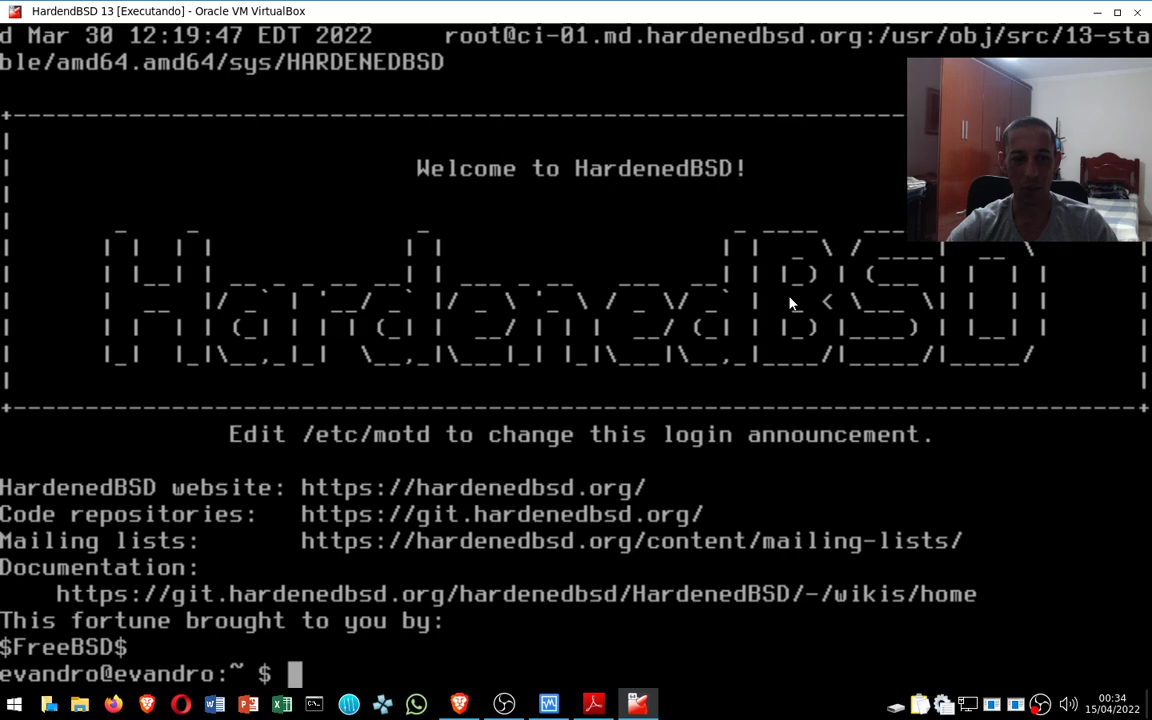 HardendBSD 13 [Executando] - Oracle VM VirtualBox
d Mar 30 12:19:47 EDT 2022     root@ci-01.md.hardenedbsd.org:/usr/obj/src/13-sta
ble/amd64.amd64/sys/HARDENEDBSD
Welcome to HardenedBSD!
HardenedBSD
Edit /etc/motd to change this login announcement.
HardenedBSD website: https://hardenedbsd.org/
Code repositories:   https://git.hardenedbsd.org/
Mailing lists:       https://hardenedbsd.org/content/mailing-lists/
Documentation:
https://git.hardenedbsd.org/hardenedbsd/HardenedBSD/-/wikis/home
This fortune brought to you by:
$FreeBSD$
evandro@evandro:~ $
00:34
15/04/2022